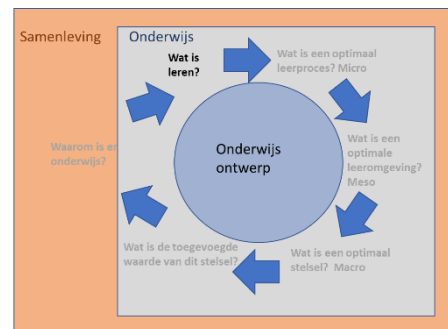 Samenleving
Onderwijs
Wat is
leren?
Wat is een optimaal
leerproces? Micro
Wat is een
optimale
leeromgeving?
Meso
Wat is een optimaal
stelsel? Macro
Wat is de toegevoegde
waarde van dit stelsel?
Waarom is er
onderwijs?
Onderwijs
ontwerp